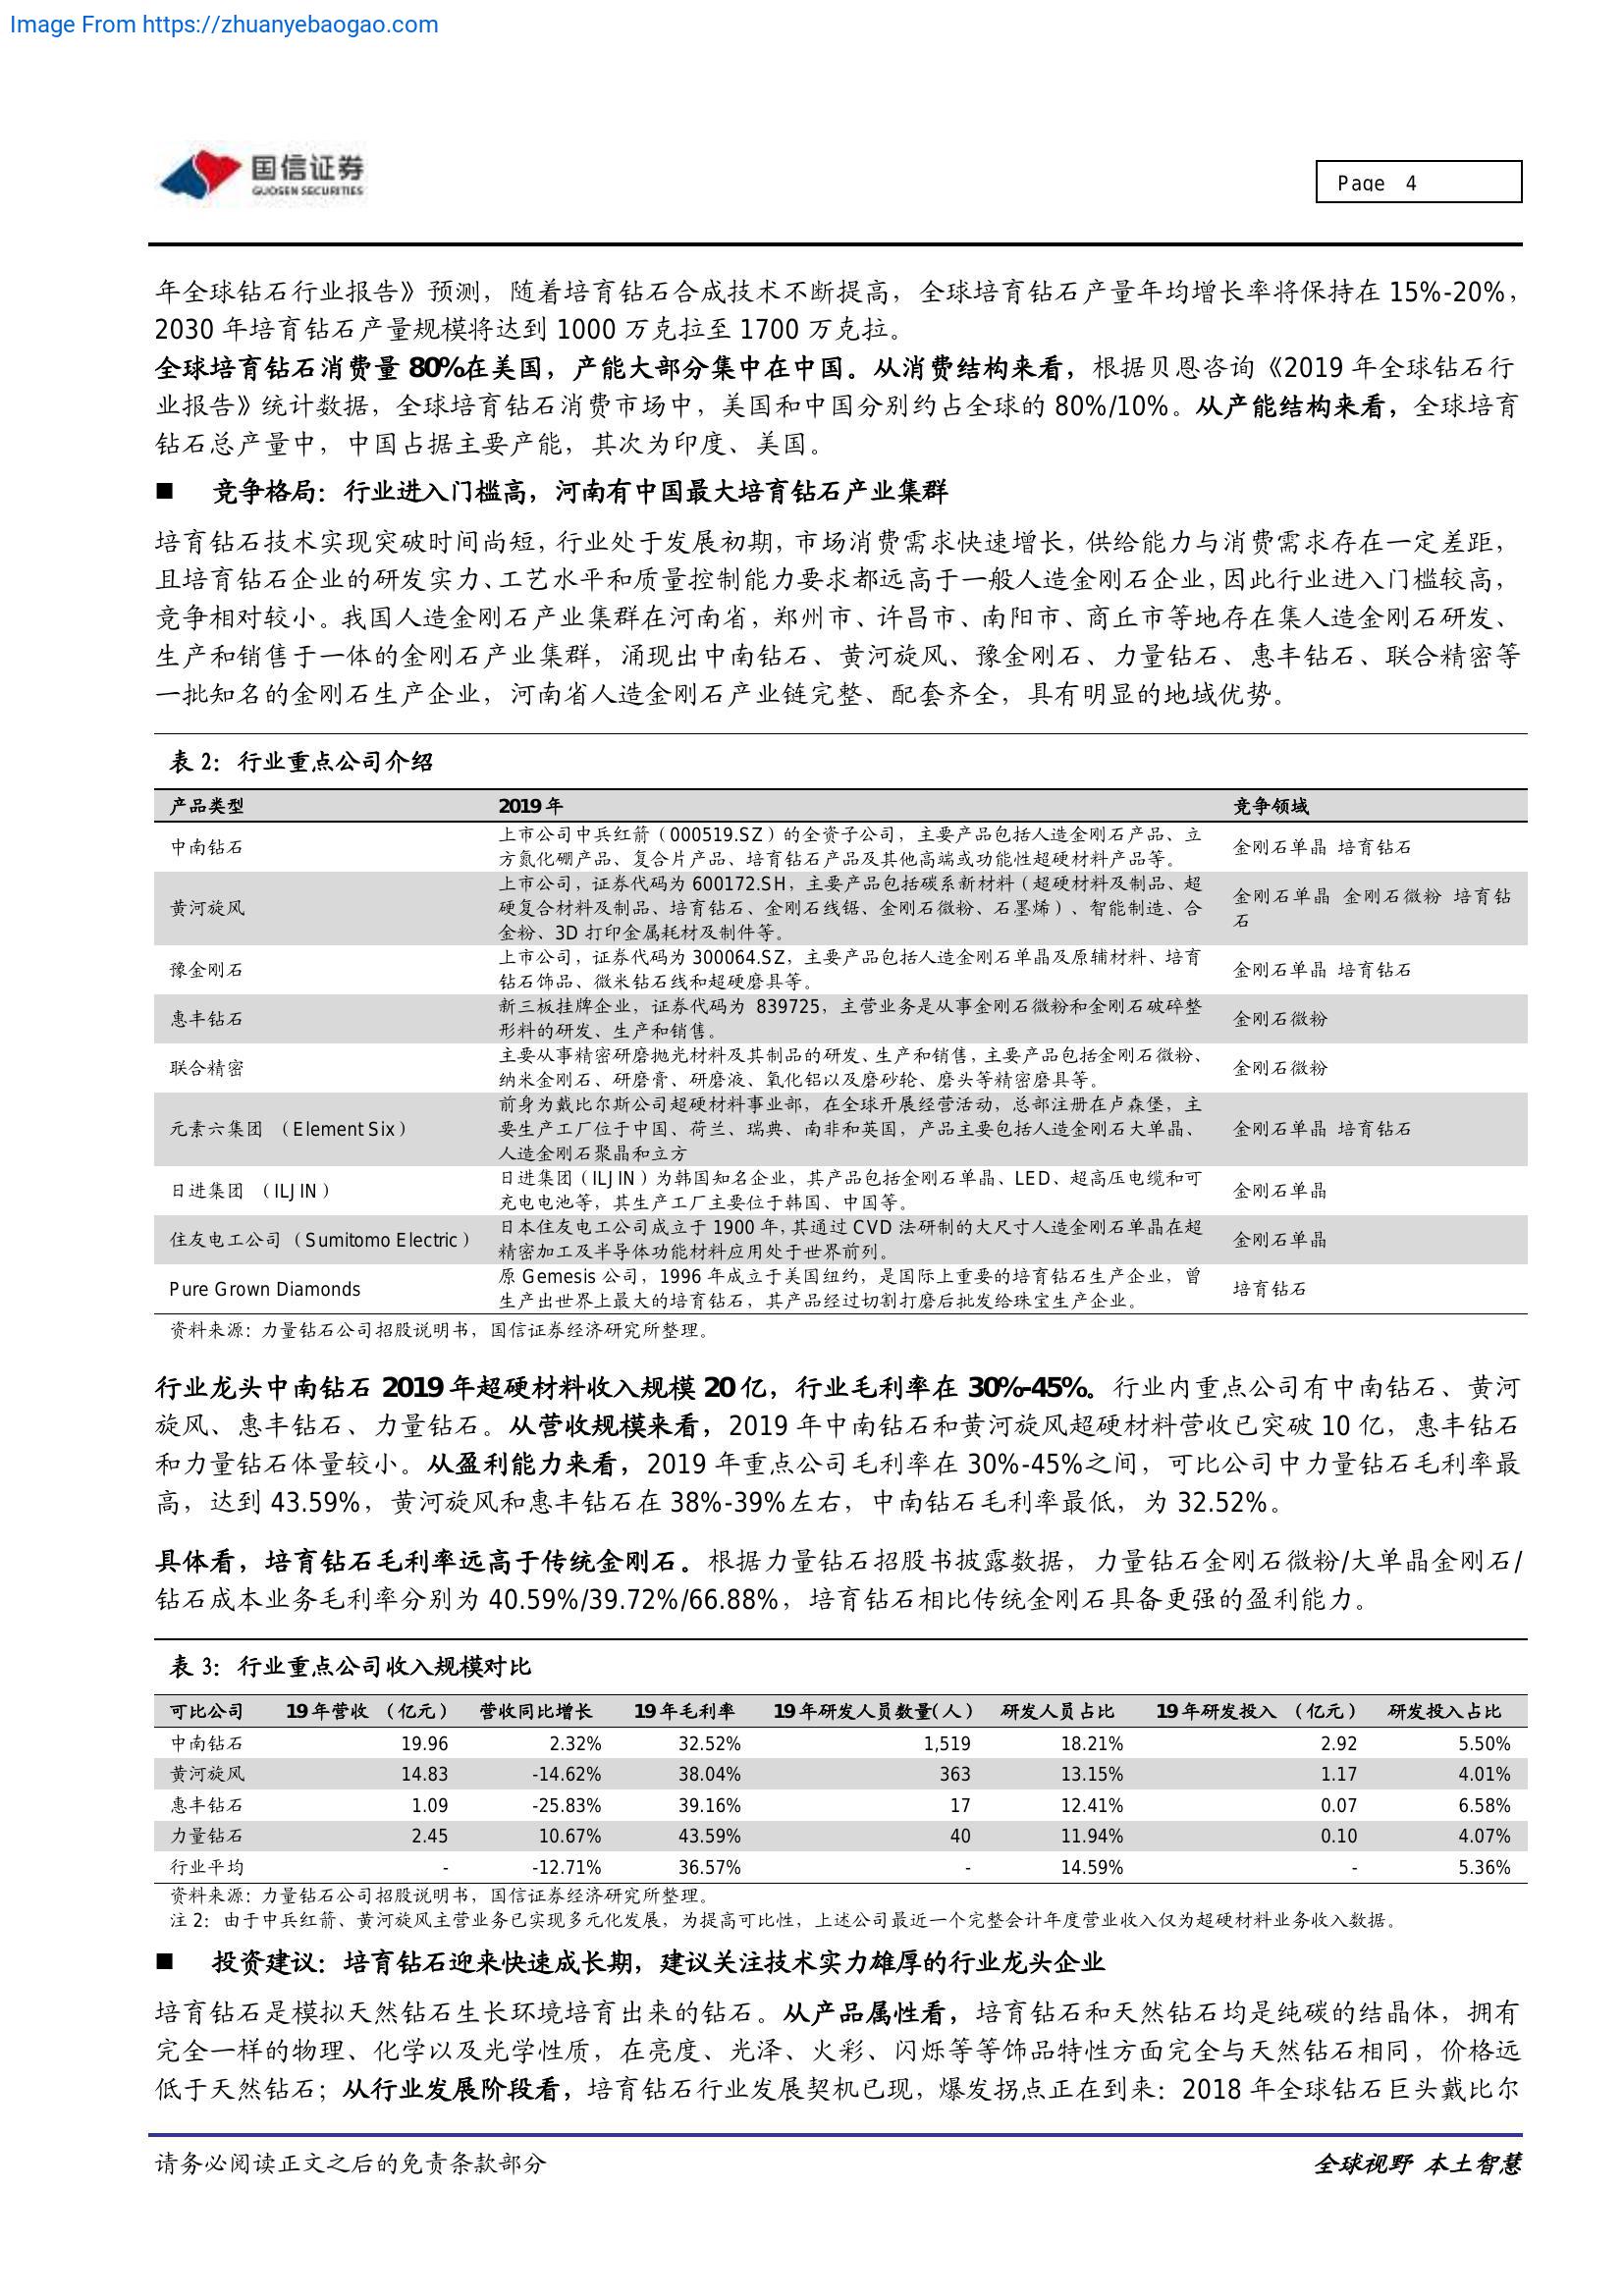 Image From https://zhuanyebaogao.com
国信证券
GUOSEN SECURITIES
Page 4
年全球钻石行业报告》预测，随着培育钻石合成技术不断提高，全球培育钻石产量年均增长率将保持在 15%-20%，
2030 年培育钻石产量规模将达到 1000 万克拉至 1700 万克拉。
全球培育钻石消费量 80%在美国，产能大部分集中在中国。从消费结构来看，根据贝恩咨询《2019 年全球钻石行
业报告》统计数据，全球培育钻石消费市场中，美国和中国分别约占全球的 80%/10%。从产能结构来看，全球培育
钻石总产量中，中国占据主要产能，其次为印度、美国。
■ 竞争格局：行业进入门槛高，河南有中国最大培育钻石产业集群
培育钻石技术实现突破时间尚短，行业处于发展初期，市场消费需求快速增长，供给能力与消费需求存在一定差距，
且培育钻石企业的研发实力、工艺水平和质量控制能力要求都远高于一般人造金刚石企业，因此行业进入门槛较高，
竞争相对较小。我国人造金刚石产业集群在河南省，郑州市、许昌市、南阳市、商丘市等地存在集人造金刚石研发、
生产和销售于一体的金刚石产业集群，涌现出中南钻石、黄河旋风、豫金刚石、力量钻石、惠丰钻石、联合精密等
一批知名的金刚石生产企业，河南省人造金刚石产业链完整、配套齐全，具有明显的地域优势。
表 2：行业重点公司介绍
产品类型 2019 年 竞争领域
中南钻石 上市公司中兵红箭（000519.SZ）的全资子公司，主要产品包括人造金刚石产品、立
方氮化硼产品、复合片产品、培育钻石产品及其他高端或功能性超硬材料产品等。 金刚石单晶 培育钻石
黄河旋风 上市公司，证券代码为 600172.SH，主要产品包括碳系新材料（超硬材料及制品、超
硬复合材料及制品、培育钻石、金刚石线锯、金刚石微粉、石墨烯）、智能制造、合
金粉、3D 打印金属耗材及制件等。 金刚石单晶 金刚石微粉 培育钻
石
豫金刚石 上市公司，证券代码为 300064.SZ，主要产品包括人造金刚石单晶及原辅材料、培育
钻石饰品、微米钻石线和超硬磨具等。 金刚石单晶 培育钻石
惠丰钻石 新三板挂牌企业，证券代码为 839725，主营业务是从事金刚石微粉和金刚石破碎整
形料的研发、生产和销售。 金刚石微粉
联合精密 主要从事精密研磨抛光材料及其制品的研发、生产和销售，主要产品包括金刚石微粉、
纳米金刚石、研磨膏、研磨液、氧化铝以及磨砂轮、磨头等精密磨具等。 金刚石微粉
元素六集团 （Element Six） 前身为戴比尔斯公司超硬材料事业部，在全球开展经营活动，总部注册在卢森堡，主
要生产工厂位于中国、荷兰、瑞典、南非和英国，产品主要包括人造金刚石大单晶、
人造金刚石聚晶和立方 金刚石单晶 培育钻石
日进集团 （ILJIN） 日进集团（ILJIN）为韩国知名企业，其产品包括金刚石单晶、LED、超高压电缆和可
充电电池等，其生产工厂主要位于韩国、中国等。 金刚石单晶
住友电工公司（Sumitomo Electric） 日本住友电工公司成立于 1900 年，其通过 CVD 法研制的大尺寸人造金刚石单晶在超
精密加工及半导体功能材料应用处于世界前列。 金刚石单晶
Pure Grown Diamonds 原 Gemesis 公司，1996 年成立于美国纽约，是国际上重要的培育钻石生产企业，曾
生产出世界上最大的培育钻石，其产品经过切割打磨后批发给珠宝生产企业。 培育钻石
资料来源：力量钻石公司招股说明书，国信证券经济研究所整理。
行业龙头中南钻石 2019 年超硬材料收入规模 20 亿，行业毛利率在 30%-45%。行业内重点公司有中南钻石、黄河
旋风、惠丰钻石、力量钻石。从营收规模来看，2019 年中南钻石和黄河旋风超硬材料营收已突破 10 亿，惠丰钻石
和力量钻石体量较小。从盈利能力来看，2019 年重点公司毛利率在 30%-45%之间，可比公司中力量钻石毛利率最
高，达到 43.59%，黄河旋风和惠丰钻石在 38%-39%左右，中南钻石毛利率最低，为 32.52%。
具体看，培育钻石毛利率远高于传统金刚石。根据力量钻石招股书披露数据，力量钻石金刚石微粉/大单晶金刚石/
钻石成本业务毛利率分别为 40.59%/39.72%/66.88%，培育钻石相比传统金刚石具备更强的盈利能力。
表 3：行业重点公司收入规模对比
可比公司 19 年营收 （亿元） 营收同比增长 19 年毛利率 19 年研发人员数量（人） 研发人员占比 19 年研发投入 （亿元） 研发投入占比
中南钻石 19.96 2.32% 32.52% 1,519 18.21% 2.92 5.50%
黄河旋风 14.83 -14.62% 38.04% 363 13.15% 1.17 4.01%
惠丰钻石 1.09 -25.83% 39.16% 17 12.41% 0.07 6.58%
力量钻石 2.45 10.67% 43.59% 40 11.94% 0.10 4.07%
行业平均 - -12.71% 36.57% - 14.59% - 5.36%
资料来源：力量钻石公司招股说明书，国信证券经济研究所整理。
注 2：由于中兵红箭、黄河旋风主营业务已实现多元化发展，为提高可比性，上述公司最近一个完整会计年度营业收入仅为超硬材料业务收入数据。
■ 投资建议：培育钻石迎来快速成长期，建议关注技术实力雄厚的行业龙头企业
培育钻石是模拟天然钻石生长环境培育出来的钻石。从产品属性看，培育钻石和天然钻石均是纯碳的结晶体，拥有
完全一样的物理、化学以及光学性质，在亮度、光泽、火彩、闪烁等等饰品特性方面完全与天然钻石相同，价格远
低于天然钻石；从行业发展阶段看，培育钻石行业发展契机已现，爆发拐点正在到来：2018 年全球钻石巨头戴比尔
请务必阅读正文之后的免责条款部分
全球视野 本土智慧